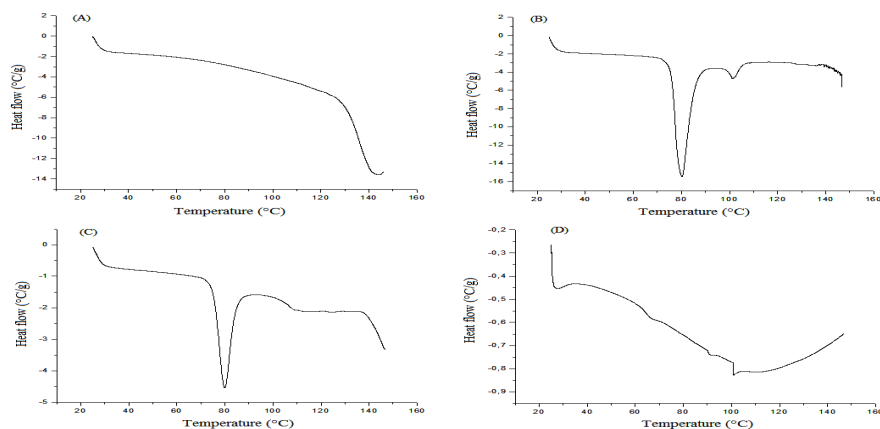 (A)
2
0
-2
-4
-6
-8
-10
-12
-14
Heat flow (°C/g)
20 40 60 80 100 120 140 160
Temperature (°C)
(B)
2
0
-2
-4
-6
-8
-10
-12
-14
-16
Heat flow (°C/g)
20 40 60 80 100 120 140 160
Temperature (°C)
(C)
0
-1
-2
-3
-4
-5
Heat flow (°C/g)
20 40 60 80 100 120 140 160
Temperature (°C)
(D)
-0,2
-0,3
-0,4
-0,5
-0,6
-0,7
-0,8
-0,9
Heat flow (°C/g)
20 40 60 80 100 120 140 160
Temperature (°C)